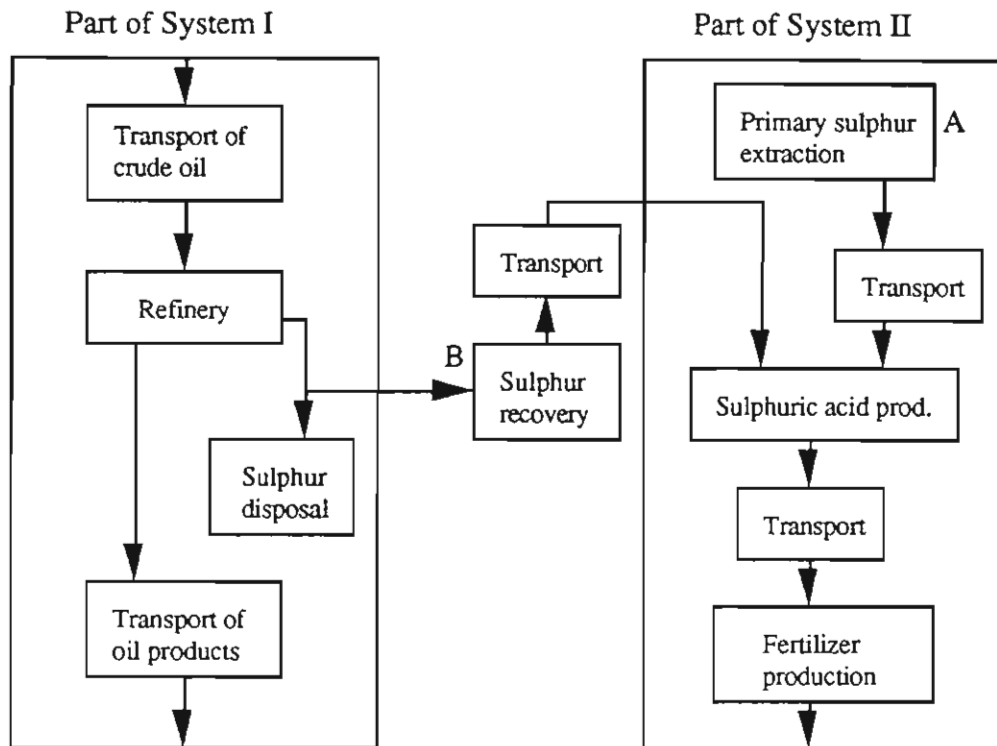 Part of System I
Transport of
crude oil
Refinery
Sulphur
disposal
Transport of
oil products
Transport
B
Sulphur
recovery
Part of System II
Primary sulphur
extraction
A
Transport
Sulphuric acid prod.
Transport
Fertilizer
production